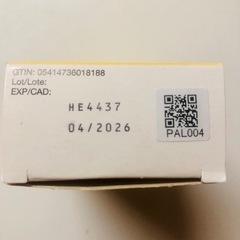 GTIN: 05414736018188
Lot/Lote:
EXP/CAD:
HE4437
04/2026
PAL004